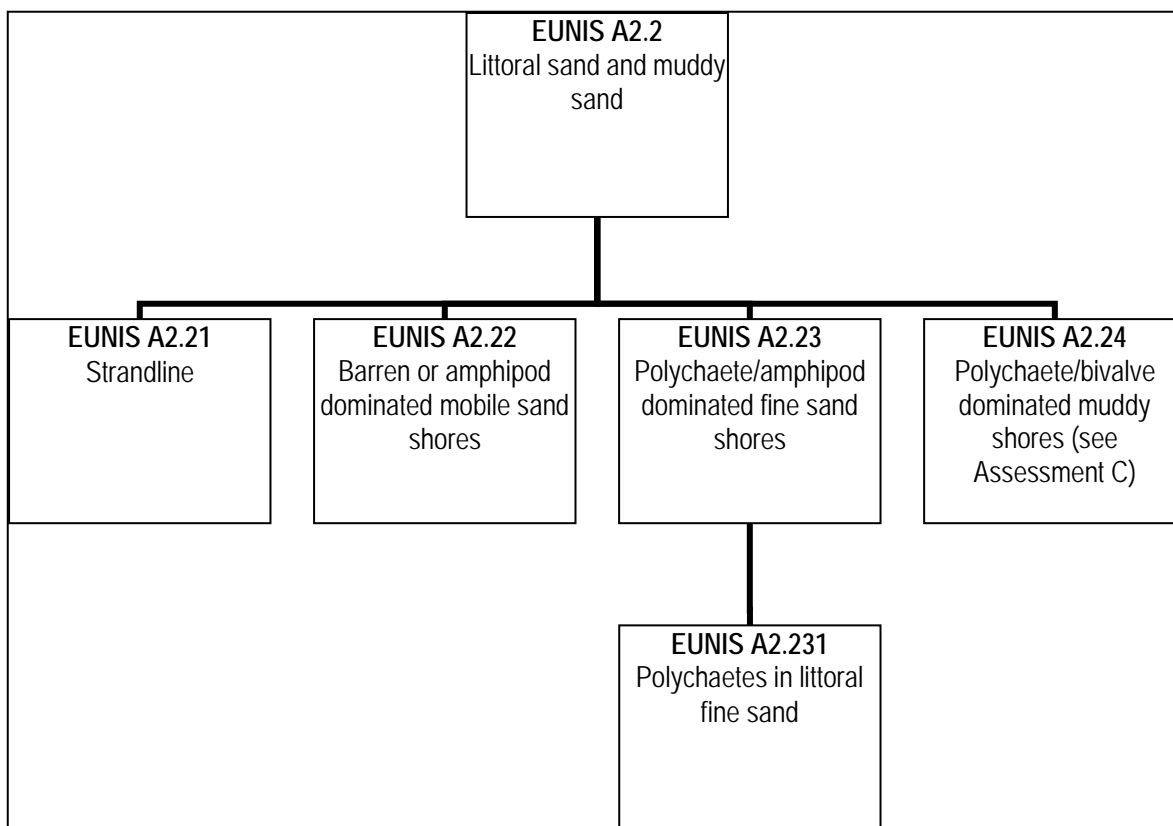 EUNIS A2.2
Littoral sand and muddy
sand
EUNIS A2.21
Strandline
EUNIS A2.22
Barren or amphipod
dominated mobile sand
shores
EUNIS A2.23
Polychaete/amphipod
dominated fine sand
shores
EUNIS A2.24
Polychaete/bivalve
dominated muddy
shores (see
Assessment C)
EUNIS A2.231
Polychaetes in littoral
fine sand